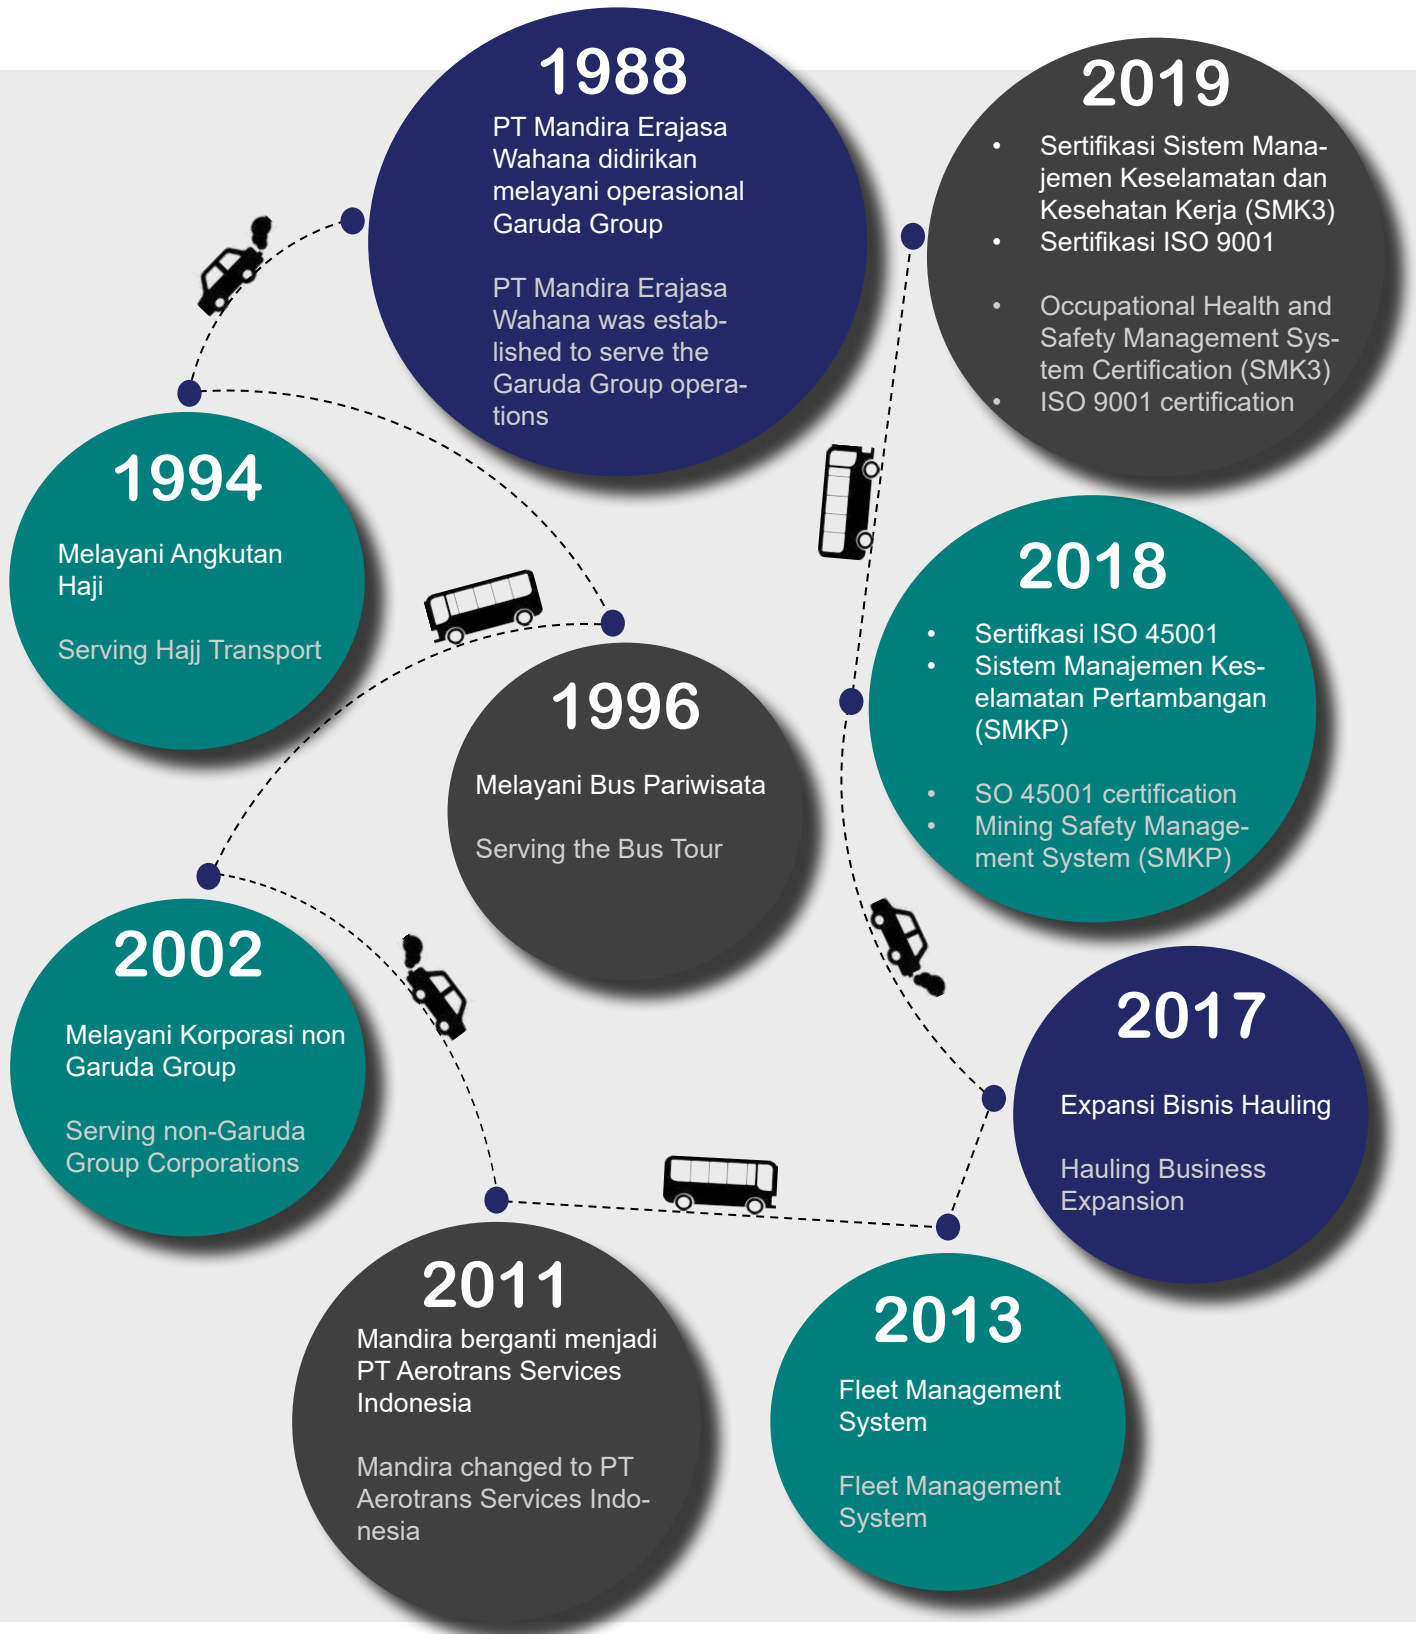 1988
PT Mandira Erajasa
Wahana didirikan
melayani operasional
Garuda Group
PT Mandira Erajasa
Wahana was estab-
lished to serve the
Garuda Group opera-
tions
1994
Melayani Angkutan
Haji
Serving Hajj Transport
1996
Melayani Bus Pariwisata
Serving the Bus Tour
2002
Melayani Korporasi non
Garuda Group
Serving non-Garuda
Group Corporations
2011
Mandira berganti menjadi
PT Aerotrans Services
Indonesia
Mandira changed to PT
Aerotrans Services Indo-
nesia
2013
Fleet Management
System
Fleet Management
System
2017
Expansi Bisnis Hauling
Hauling Business
Expansion
2018
• Sertifkasi ISO 45001
• Sistem Manajemen Kes-
elamatan Pertambangan
(SMKP)
• SO 45001 certification
• Mining Safety Manage-
ment System (SMKP)
2019
• Sertifikasi Sistem Mana-
jemen Keselamatan dan
Kesehatan Kerja (SMK3)
• Sertifikasi ISO 9001
• Occupational Health and
Safety Management Sys-
tem Certification (SMK3)
• ISO 9001 certification